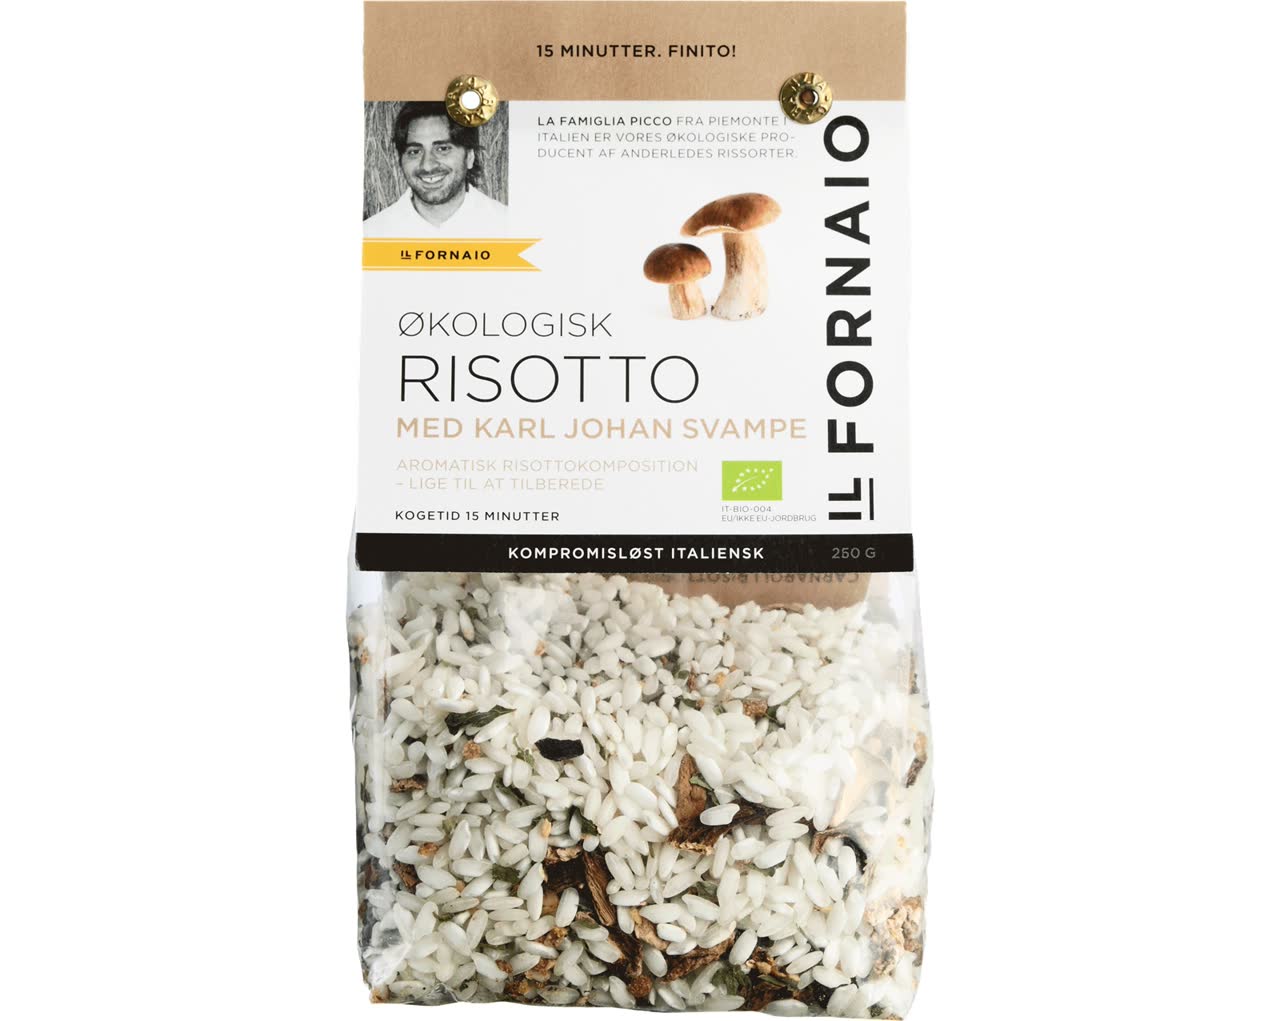 15 MINUTTER. FINITO!
LA FAMIGLIA PICCO FRA PIEMONTE I
ITALIEN ER VORES ØKOLOGISKE PRO-
DUCENT AF ANDERLEDES RISSORTER.
IL FORNAIO
IL FORNAIO
ØKOLOGISK
RISOTTO
MED KARL JOHAN SVAMPE
AROMATISK RISOTTOKOMPOSITION
– LIGE TIL AT TILBEREDE
KOGETID 15 MINUTTER
IT-BIO-004
EU/IKKE EU-JORDBRUG
KOMPROMISLØST ITALIENSK
250 G